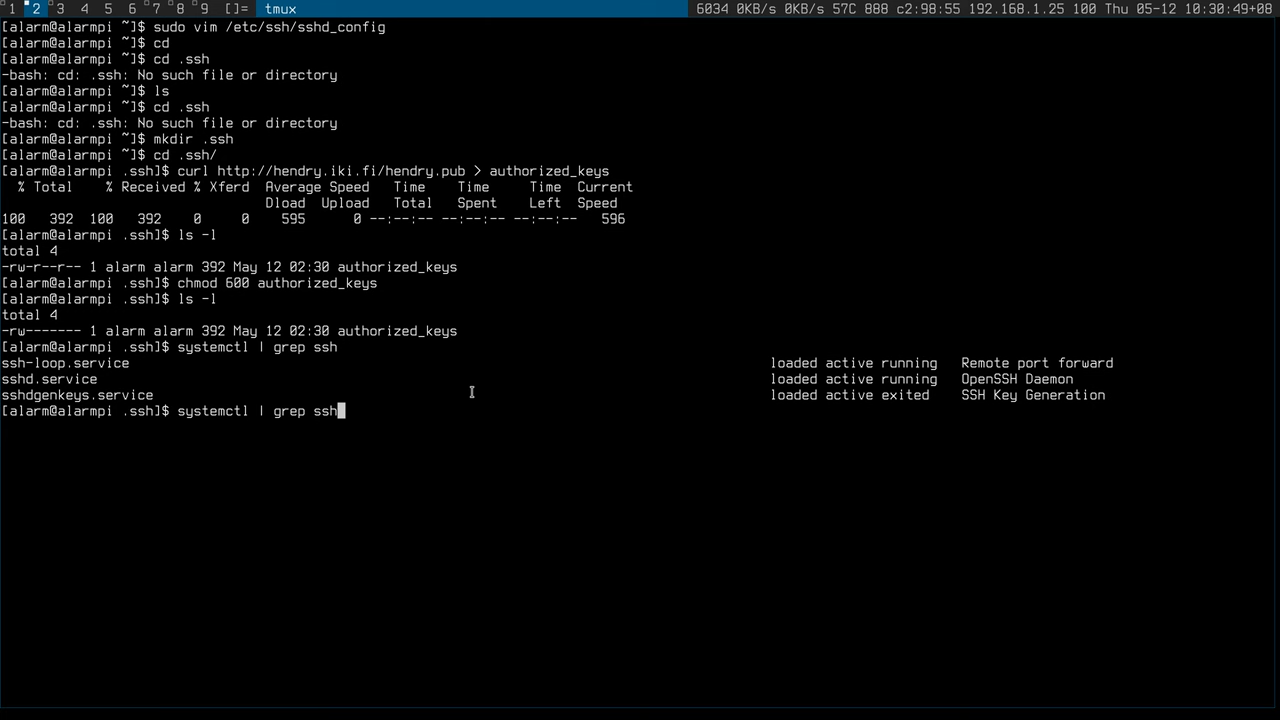 1 2 3 4 5 6 7 8 9 []= tmux 6034 0KB/s 0KB/s 57C 888 c2:98:55 192.168.1.25 100 Thu 05-12 10:30:49+08
[alarm@alarmpi ~]$ sudo vim /etc/ssh/sshd_config
[alarm@alarmpi ~]$ cd
[alarm@alarmpi ~]$ cd .ssh
-bash: cd: .ssh: No such file or directory
[alarm@alarmpi ~]$ ls
[alarm@alarmpi ~]$ cd .ssh
-bash: cd: .ssh: No such file or directory
[alarm@alarmpi ~]$ mkdir .ssh
[alarm@alarmpi ~]$ cd .ssh/
[alarm@alarmpi .ssh]$ curl http://hendry.iki.fi/hendry.pub > authorized_keys
% Total % Received % Xferd Average Speed Time Time Time Current
Dload Upload Total Spent Left Speed
100 392 100 392 0 0 595 0 --:--:-- --:--:-- --:--:-- 596
[alarm@alarmpi .ssh]$ ls -l
total 4
-rw-r--r-- 1 alarm alarm 392 May 12 02:30 authorized_keys
[alarm@alarmpi .ssh]$ chmod 600 authorized_keys
[alarm@alarmpi .ssh]$ ls -l
total 4
-rw------- 1 alarm alarm 392 May 12 02:30 authorized_keys
[alarm@alarmpi .ssh]$ systemctl | grep ssh
ssh-loop.service loaded active running Remote port forward
sshd.service loaded active running OpenSSH Daemon
sshdgenkeys.service loaded active exited SSH Key Generation
[alarm@alarmpi .ssh]$ systemctl | grep ssh